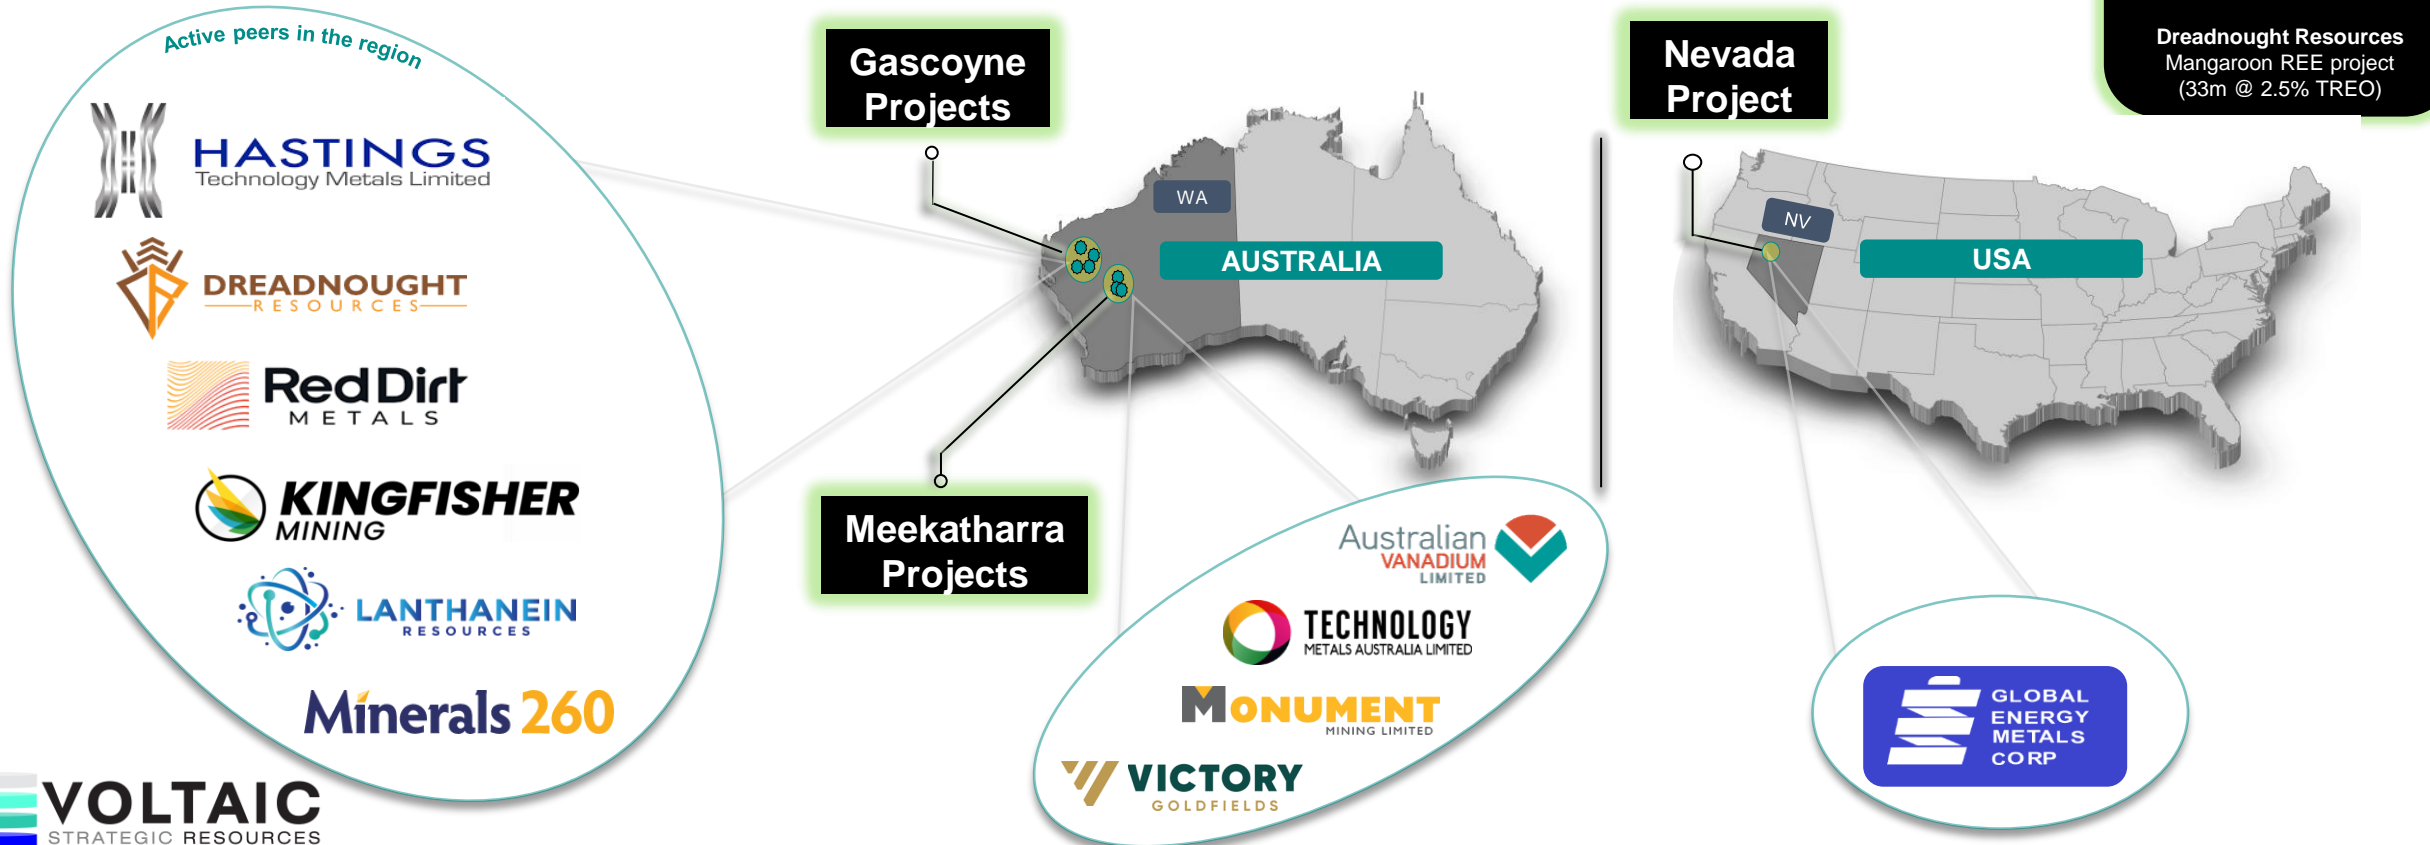 Active peers in the region
HASTINGS
Technology Metals Limited
DREADNOUGHT
RESOURCES
Red Dirt
METALS
KINGFISHER
MINING
LANTHANEIN
RESOURCES
Minerals 260
VOLTAIC
STRATEGIC RESOURCES
Gascoyne
Projects
WA
AUSTRALIA
Meekatharra
Projects
Australian
VANADIUM
LIMITED
TECHNOLOGY
METALS AUSTRALIA LIMITED
MONUMENT
MINING LIMITED
VICTORY
GOLDFIELDS
Nevada
Project
NV
USA
GLOBAL
ENERGY
METALS
CORP
Dreadnought Resources
Mangaroon REE project
(33m @ 2.5% TREO)